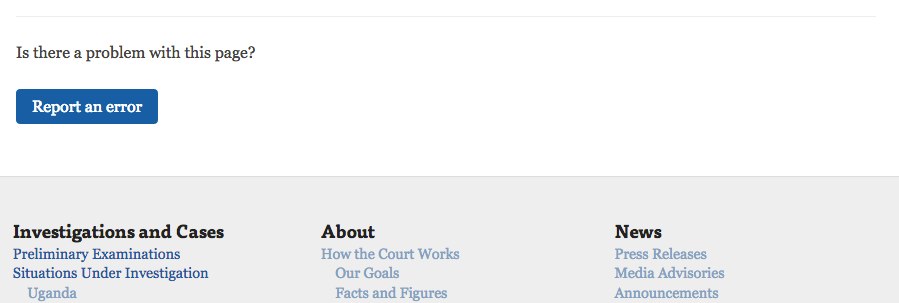 Is there a problem with this page?
Report an error
Investigations and Cases
Preliminary Examinations
Situations Under Investigation
Uganda
About
How the Court Works
Our Goals
Facts and Figures
News
Press Releases
Media Advisories
Announcements